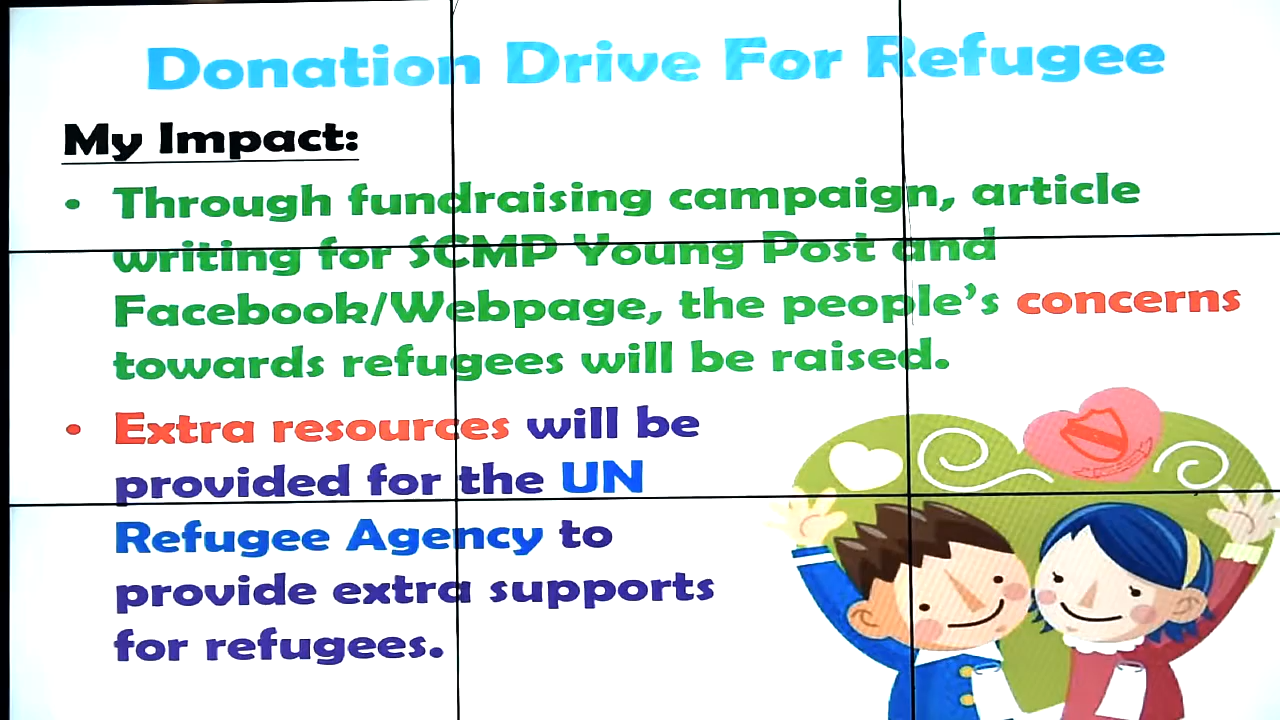 Donation Drive For Refugee
My Impact:
• Through fundraising campaign, article
writing for SCMP Young Post and
Facebook/Webpage, the people's concerns
towards refugees will be raised.
• Extra resources will be
provided for the UN
Refugee Agency to
provide extra supports
for refugees.